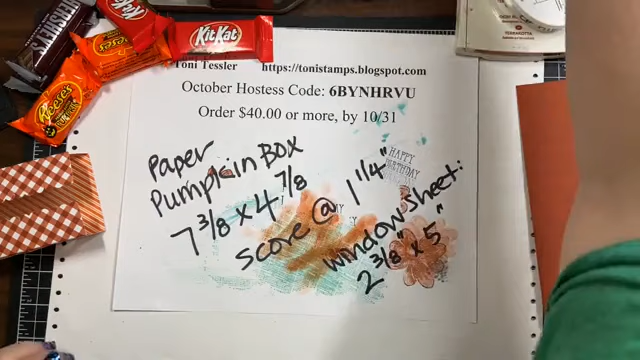 HERSHEY'S
KitKat
REESE'S
KitKat
Reese's
Toni Tessler https://tonistamps.blogspot.com
October Hostess Code: 6BYNHRVU
Order $40.00 or more, by 10/31
HAPPY
BIRTHDAY
Paper
Pumpkin Box
7 3/8 x 4 7/8
score @ 1 1/4"
window sheet:
2 3/8" x 5"